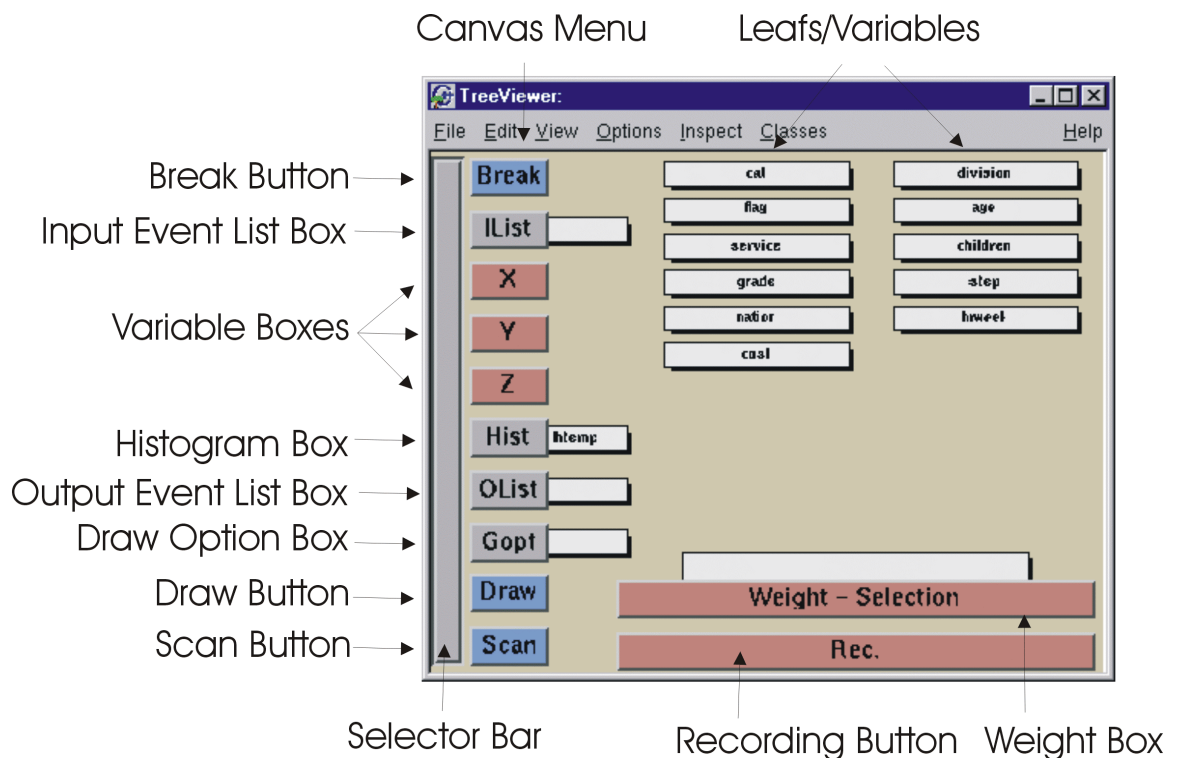 Canvas Menu
Leafs/Variables
TreeViewer:
File Edit View Options Inspect Classes Help
Break Button
Break
Input Event List Box
IList
Variable Boxes
X
Y
Z
Histogram Box
Hist
htemp
Output Event List Box
OList
Draw Option Box
Gopt
Draw Button
Draw
Scan Button
Scan
cal
flag
service
grade
division
age
children
step
Weight - Selection
Rec.
Selector Bar
Recording Button
Weight Box